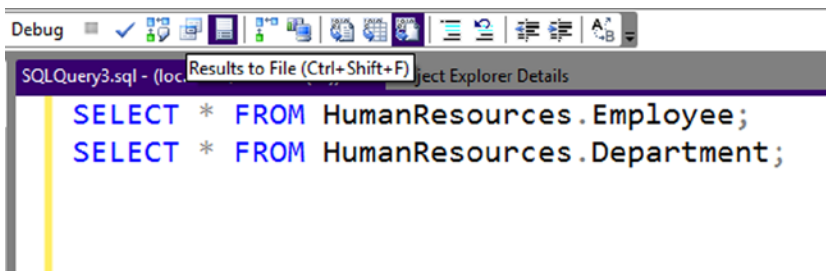 Debug
Results to File (Ctrl+Shift+F)
SQLQuery3.sql - (loc
ject Explorer Details
SELECT * FROM HumanResources.Employee;
SELECT * FROM HumanResources.Department;